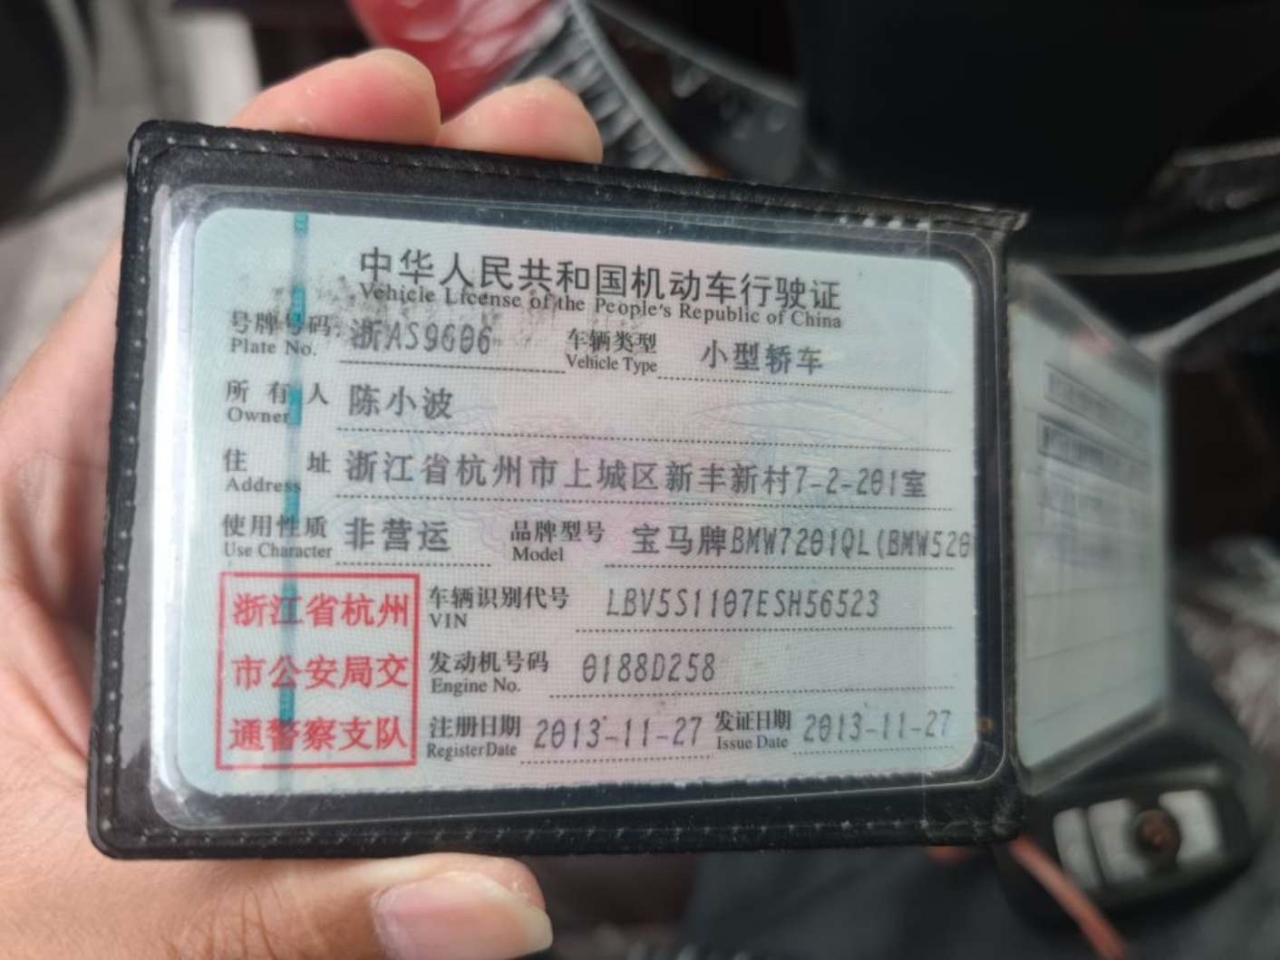 中华人民共和国机动车行驶证
Vehicle License of the People's Republic of China
号牌号码 浙AS9606 车辆类型 小型轿车
Plate No. Vehicle Type
所有人 陈小波
Owner
住址 浙江省杭州市上城区新丰新村7-2-201室
Address
使用性质 非营运 品牌型号 宝马牌BMW7201QL(BMW520
Use Character Model
浙江省杭州
市公安局交
通警察支队
车辆识别代号 LBV5S1107ESH56523
VIN
发动机号码 0188D258
Engine No.
注册日期 2013-11-27 发证日期 2013-11-27
Register Date Issue Date